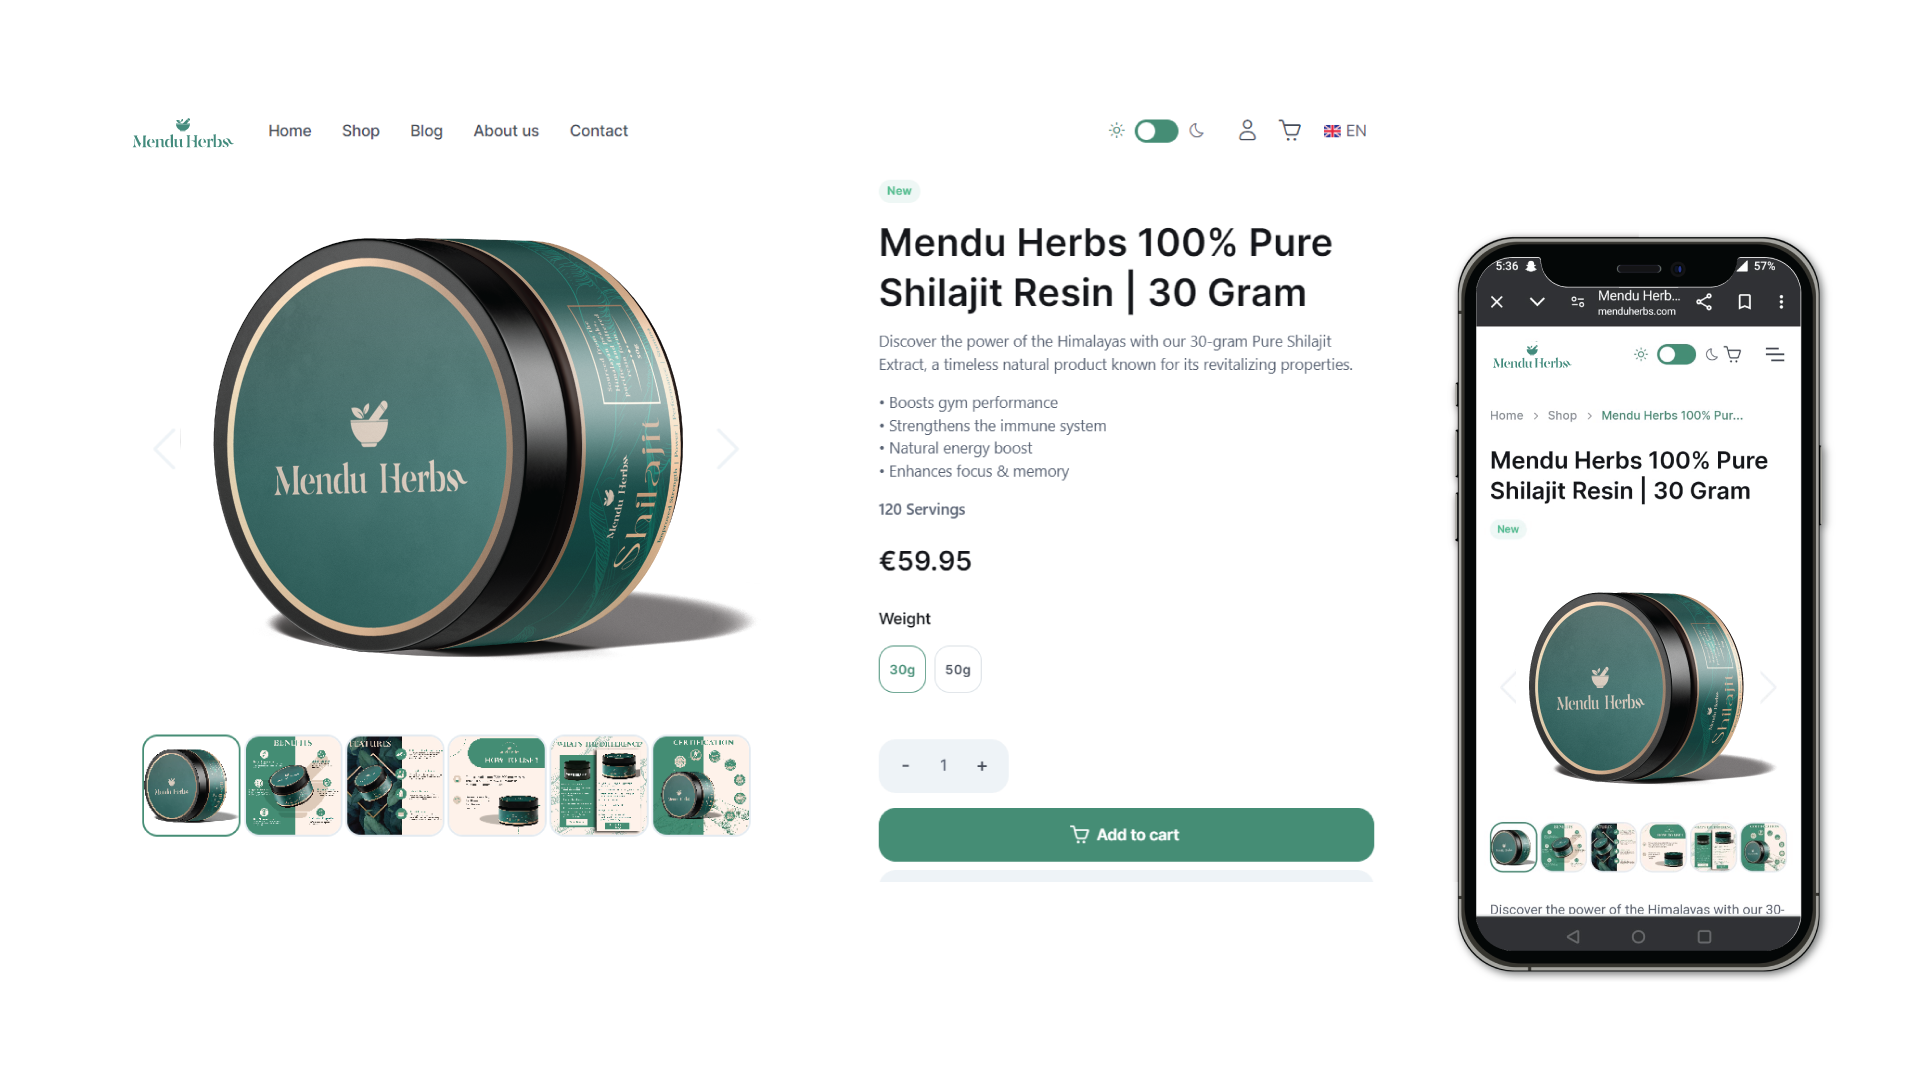 Mendu Herbs
Home
Shop
Blog
About us
Contact
EN
New
Mendu Herbs 100% Pure
Shilajit Resin | 30 Gram
Discover the power of the Himalayas with our 30-gram Pure Shilajit
Extract, a timeless natural product known for its revitalizing properties.
• Boosts gym performance
• Strengthens the immune system
• Natural energy boost
• Enhances focus & memory
120 Servings
€59.95
Weight
30g
50g
- 1 +
Add to cart
Mendu Herbs
Mendu Herbs
Shilajit
BENEFITS
FEATURES
HOW TO USE?
WHAT'S THE DIFFERENCE?
CERTIFICATION
5:36
57%
Mendu Herb...
menduherbs.com
Mendu Herbs
Home > Shop > Mendu Herbs 100% Pur...
Mendu Herbs 100% Pure
Shilajit Resin | 30 Gram
New
Mendu Herbs
Mendu Herbs
Shilajit
Discover the power of the Himalayas with our 30-